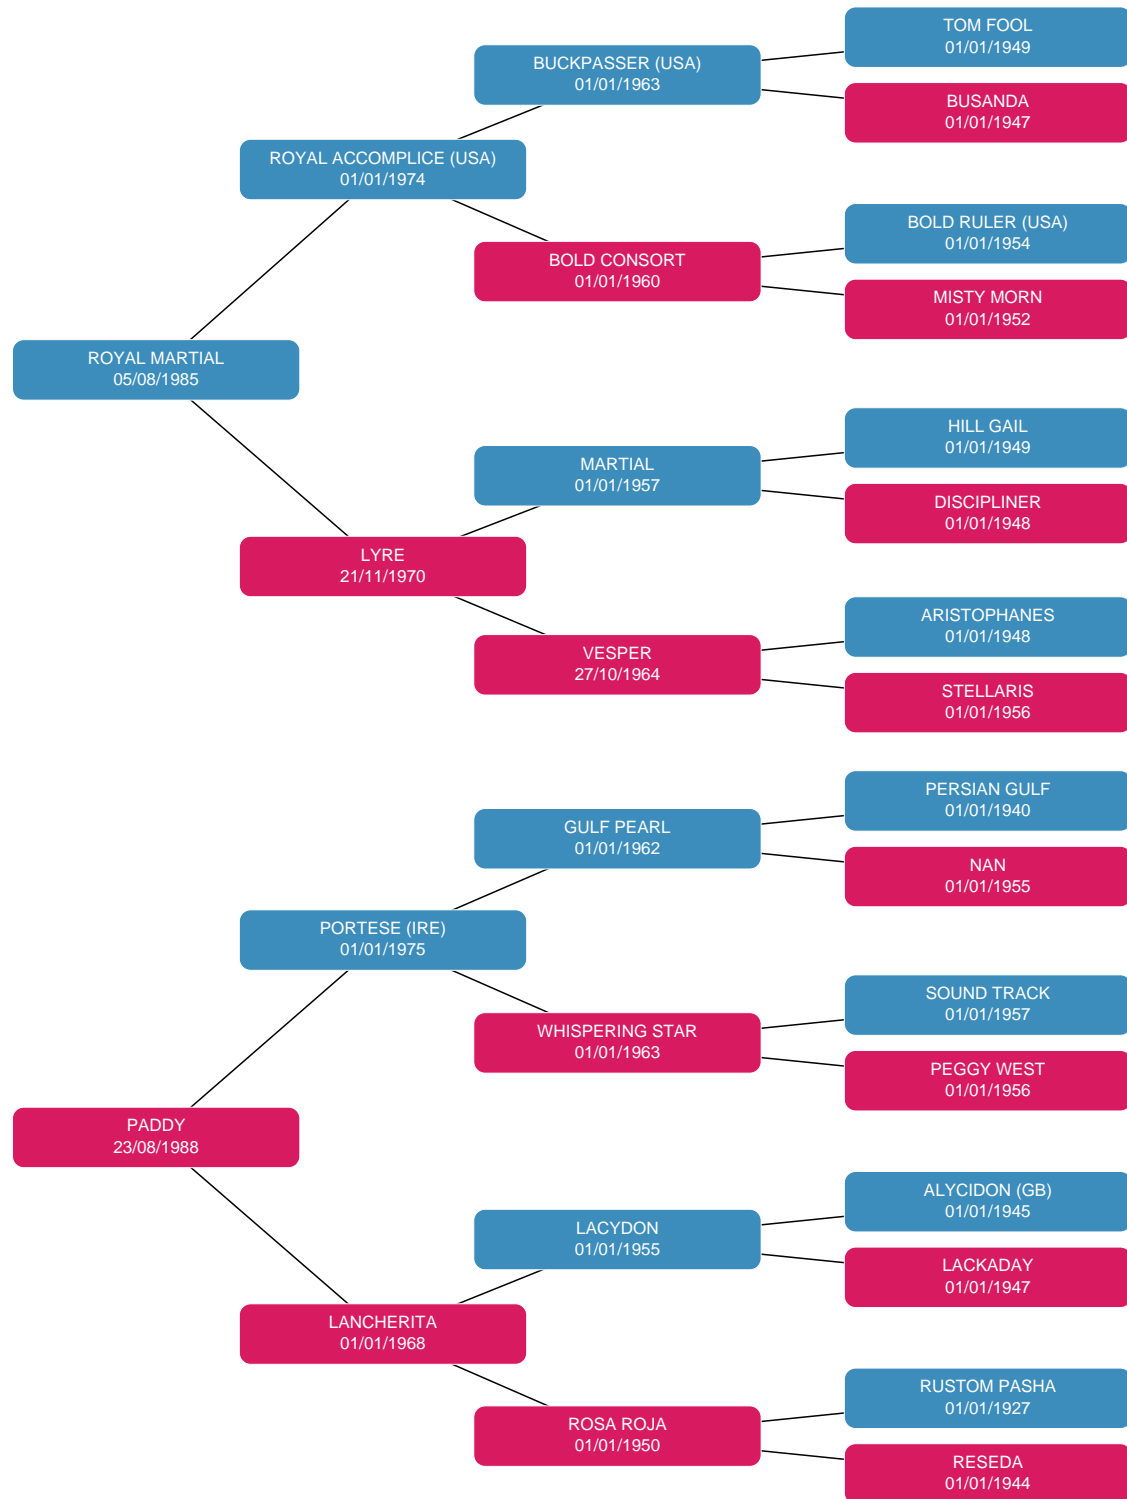 TOM FOOL
01/01/1949
BUCKPASSER (USA)
01/01/1963
BUSANDA
01/01/1947
ROYAL ACCOMPLICE (USA)
01/01/1974
BOLD RULER (USA)
01/01/1954
BOLD CONSORT
01/01/1960
MISTY MORN
01/01/1952
ROYAL MARTIAL
05/08/1985
HILL GAIL
01/01/1949
MARTIAL
01/01/1957
DISCIPLINER
01/01/1948
LYRE
21/11/1970
ARISTOPHANES
01/01/1948
VESPER
27/10/1964
STELLARIS
01/01/1956
PERSIAN GULF
01/01/1940
GULF PEARL
01/01/1962
NAN
01/01/1955
PORTESE (IRE)
01/01/1975
SOUND TRACK
01/01/1957
WHISPERING STAR
01/01/1963
PEGGY WEST
01/01/1956
PADDY
23/08/1988
ALYCIDON (GB)
01/01/1945
LACYDON
01/01/1955
LACKADAY
01/01/1947
LANCHERITA
01/01/1968
RUSTOM PASHA
01/01/1927
ROSA ROJA
01/01/1950
RESEDA
01/01/1944